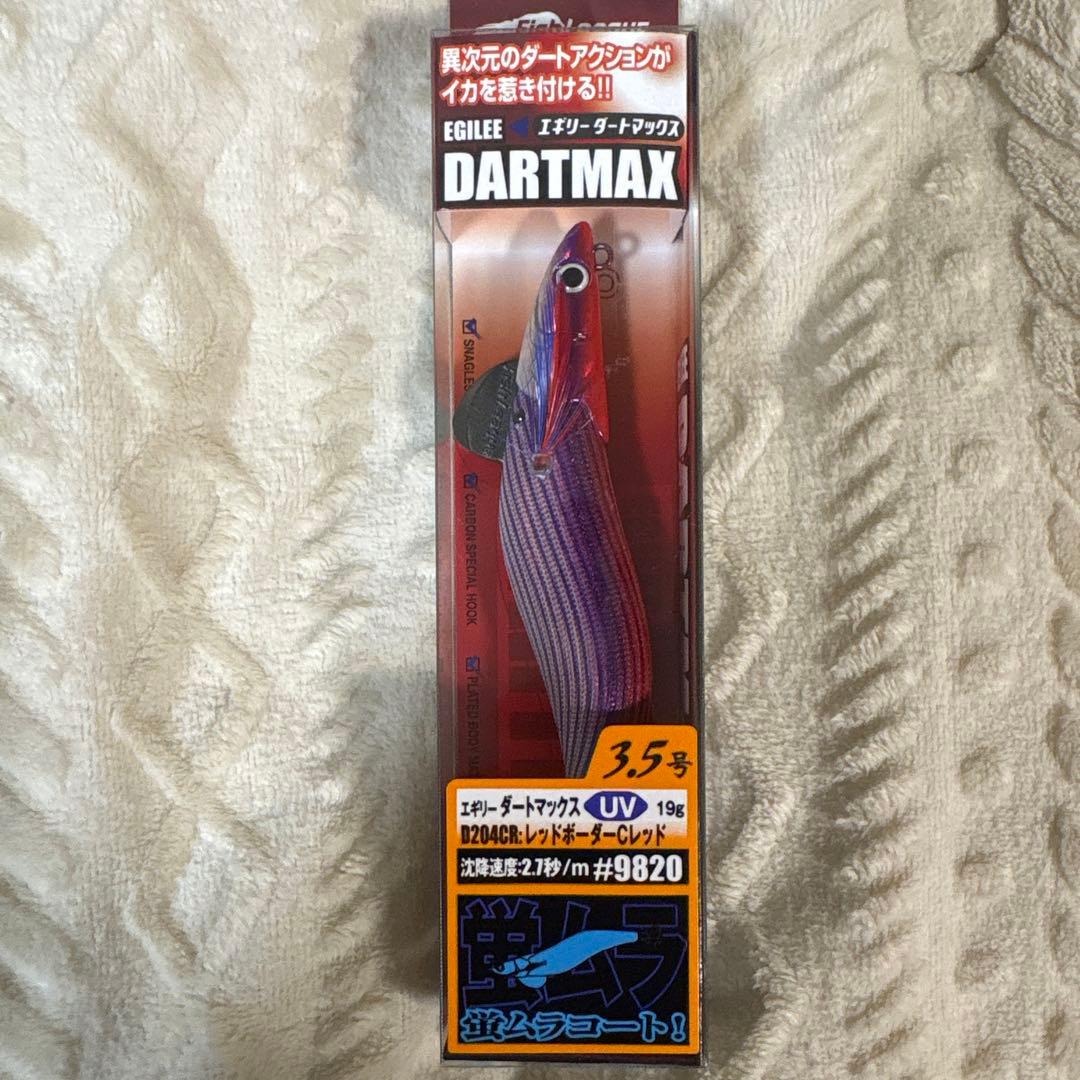 Fish League
異次元のダートアクションが
イカを惹き付ける!!
EGILEE エギリーダートマックス
DARTMAX
SNAGLES
CARBON SPECIAL HOOK
PLATED BODY
3.5号
エギリー ダートマックス UV 19g
D204CR:レッドボーダーCレッド
沈降速度:2.7秒/m #9820
蛍ムラ
蛍ムラコート!